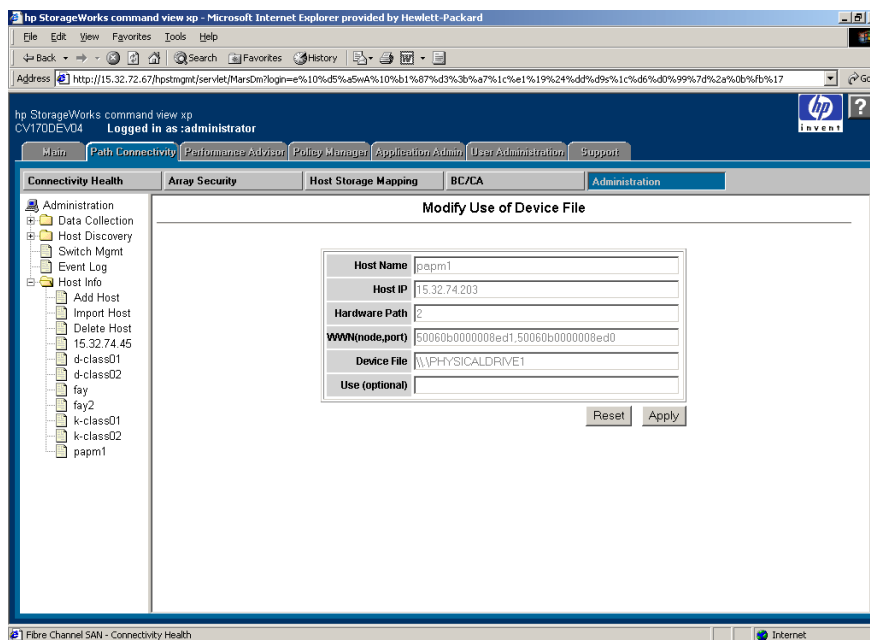 hp StorageWorks command view xp - Microsoft Internet Explorer provided by Hewlett-Packard
File Edit View Favorites Tools Help
Back Search Favorites History
Address http://15.32.72.67/hpstmgmt/servlet/MarsDm?login=e%10%d5%a5wA%10%b1%87%d3%3b%a7%1c%e1%19%24%dd%d9s%1c%d6%d0%99%7d%2a%0b%fb%17 Go
hp StorageWorks command view xp
CV170DEV04 Logged in as :administrator
hp
invent
?
Main Path Connectivity Performance Advisor Policy Manager Application Admin User Administration Support
Connectivity Health Array Security Host Storage Mapping BC/CA Administration
Administration
Data Collection
Host Discovery
Switch Mgmt
Event Log
Host Info
Add Host
Import Host
Delete Host
15.32.74.45
d-class01
d-class02
fay
fay2
k-class01
k-class02
papm1
Modify Use of Device File
Host Name papm1
Host IP 15.32.74.203
Hardware Path 2
WWN(node,port) 50060b0000008ed1,50060b0000008ed0
Device File \\.\PHYSICALDRIVE1
Use (optional)
Reset Apply
Fibre Channel SAN - Connectivity Health Internet